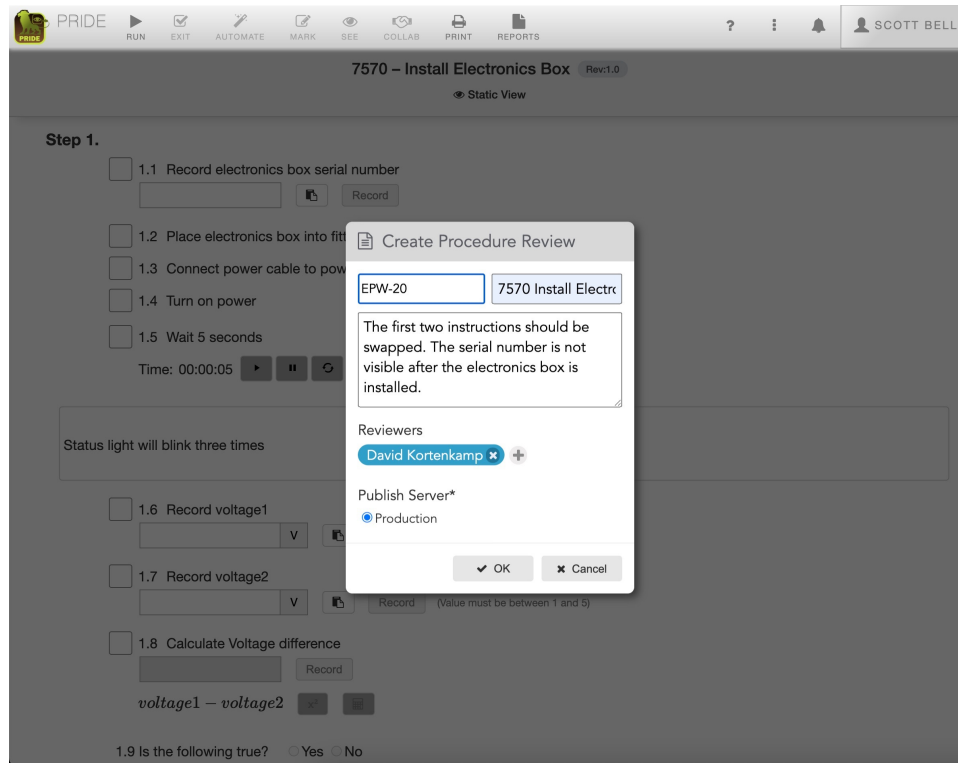 PRIDE
PRIDE
RUN
EXIT
AUTOMATE
MARK
SEE
COLLAB
PRINT
REPORTS
?
SCOTT BELL
7570 – Install Electronics Box Rev:1.0
Static View
Step 1.
1.1 Record electronics box serial number
Record
1.2 Place electronics box into fitt
1.3 Connect power cable to pow
1.4 Turn on power
1.5 Wait 5 seconds
Time: 00:00:05
Status light will blink three times
1.6 Record voltage1
V
1.7 Record voltage2
V Record (Value must be between 1 and 5)
1.8 Calculate Voltage difference
Record
voltage1 – voltage2 x²
1.9 Is the following true? Yes No
Create Procedure Review
EPW-20 7570 Install Electr
The first two instructions should be
swapped. The serial number is not
visible after the electronics box is
installed.
Reviewers
David Kortenkamp
Publish Server*
Production
OK Cancel